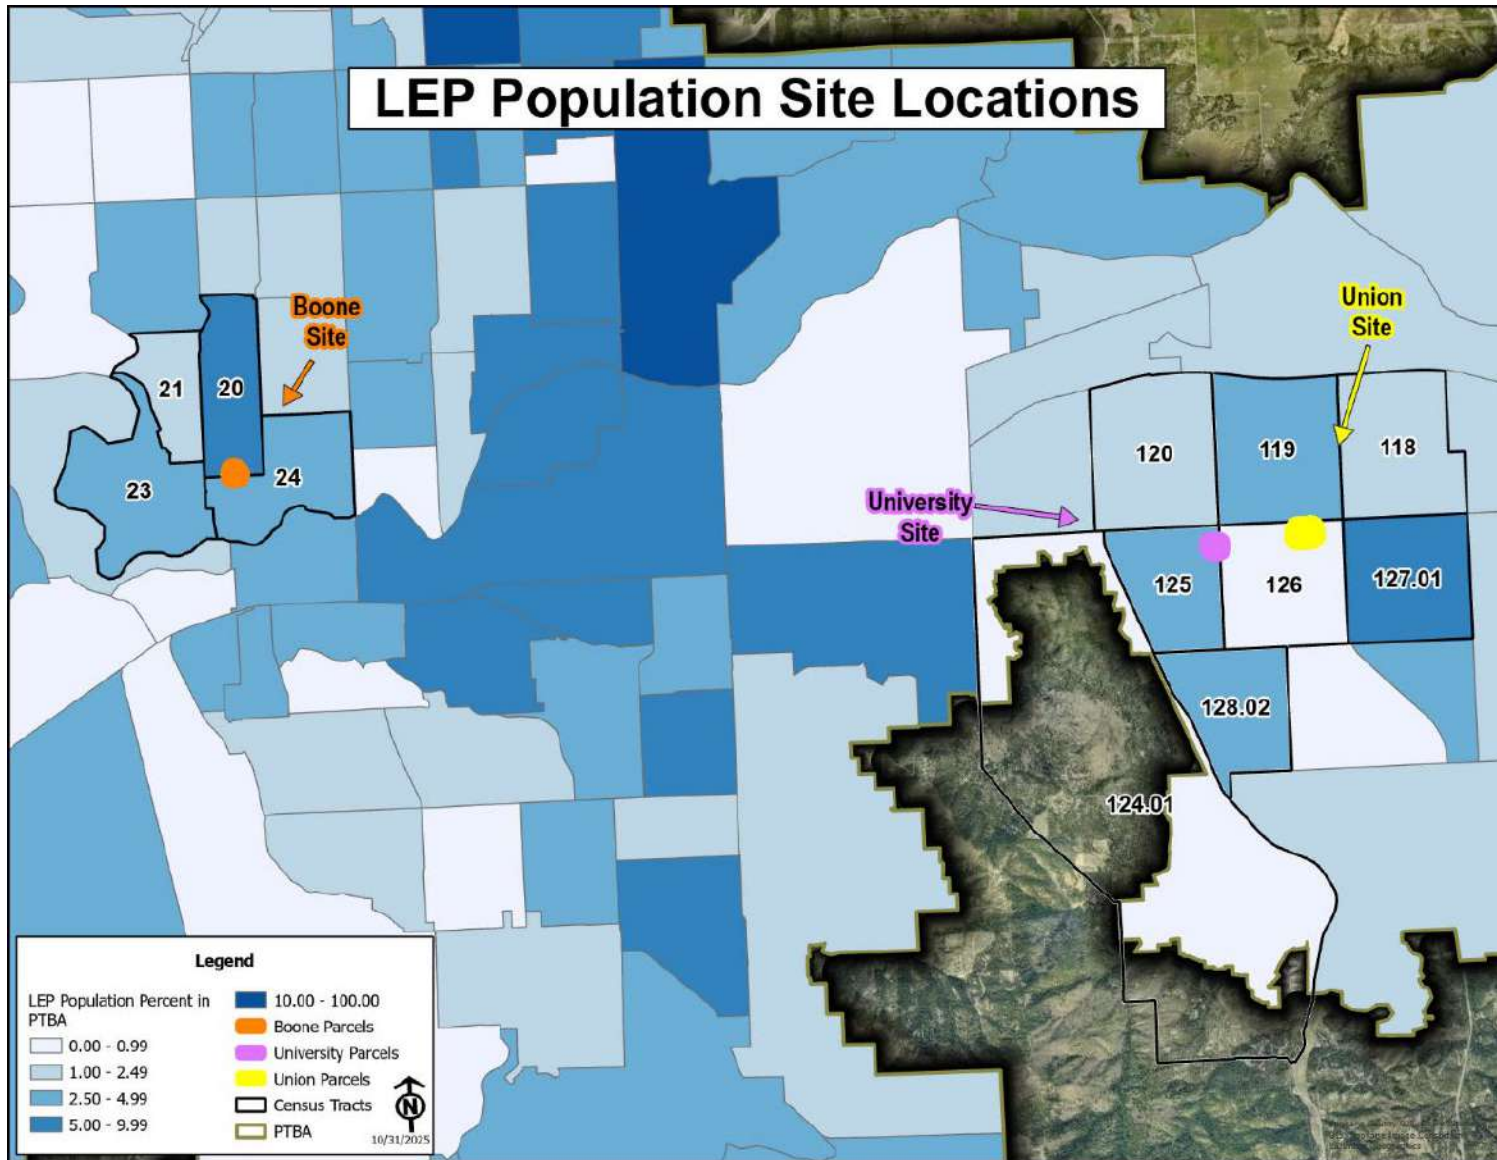 LEP Population Site Locations
Boone
Site
Union
Site
21
20
23
24
120
119
118
University
Site
125
126
127.01
128.02
124.01
Legend
LEP Population Percent in
PTBA
0.00 - 0.99
1.00 - 2.49
2.50 - 4.99
5.00 - 9.99
10.00 - 100.00
Boone Parcels
University Parcels
Union Parcels
Census Tracts
PTBA
N
10/31/2025